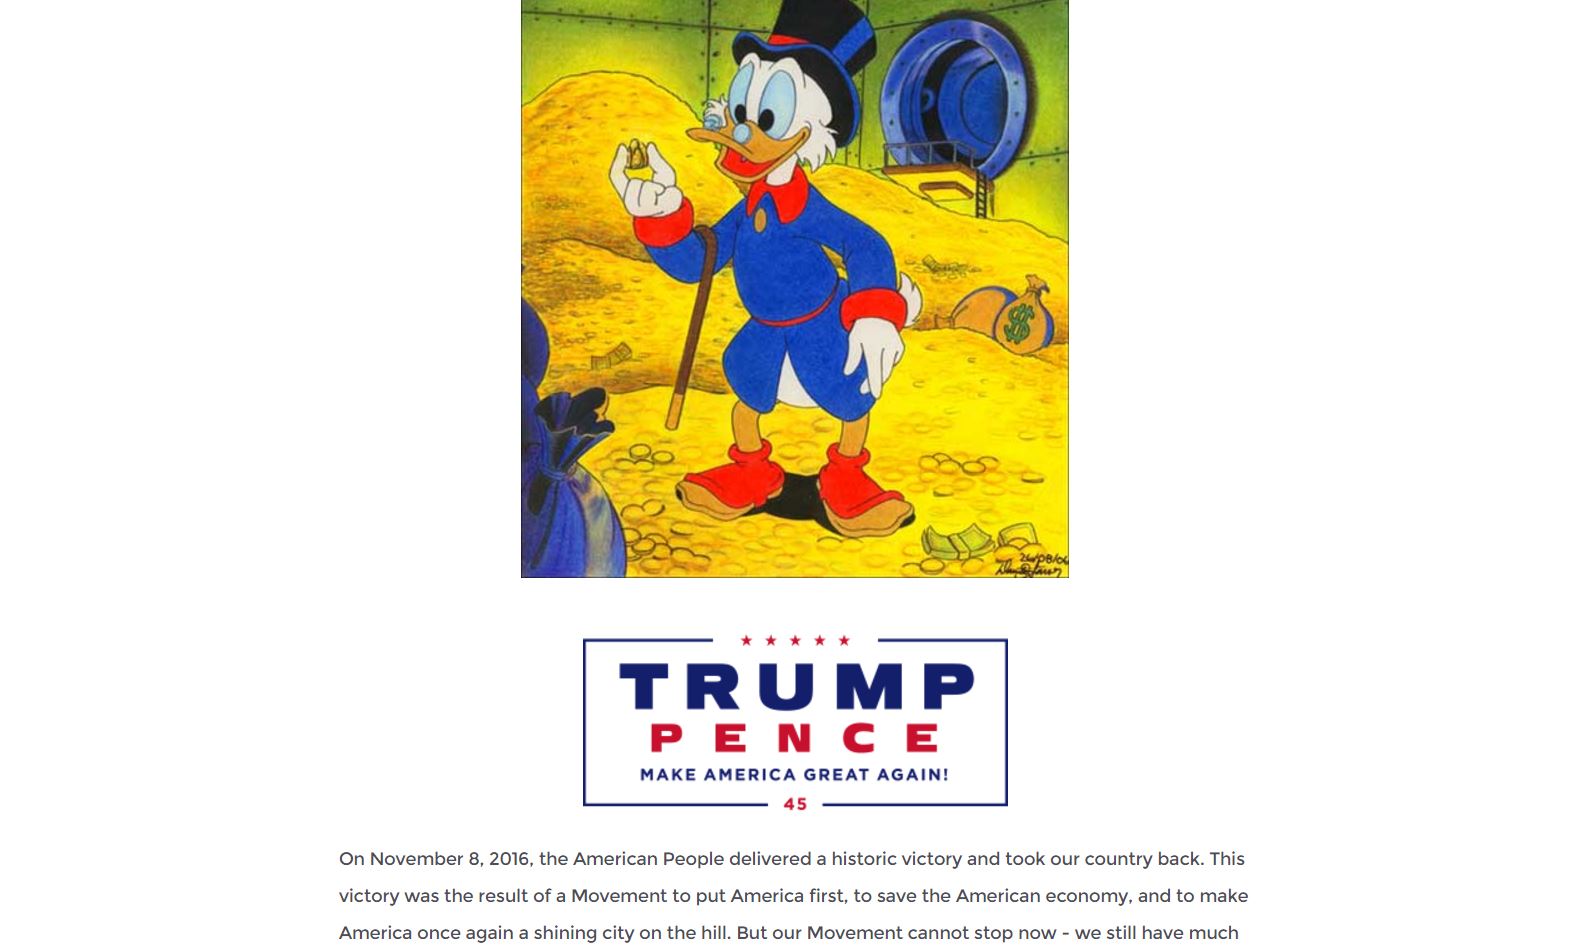 $
26/08/06
TRUMP
PENCE
MAKE AMERICA GREAT AGAIN!
45
On November 8, 2016, the American People delivered a historic victory and took our country back. This
victory was the result of a Movement to put America first, to save the American economy, and to make
America once again a shining city on the hill. But our Movement cannot stop now - we still have much